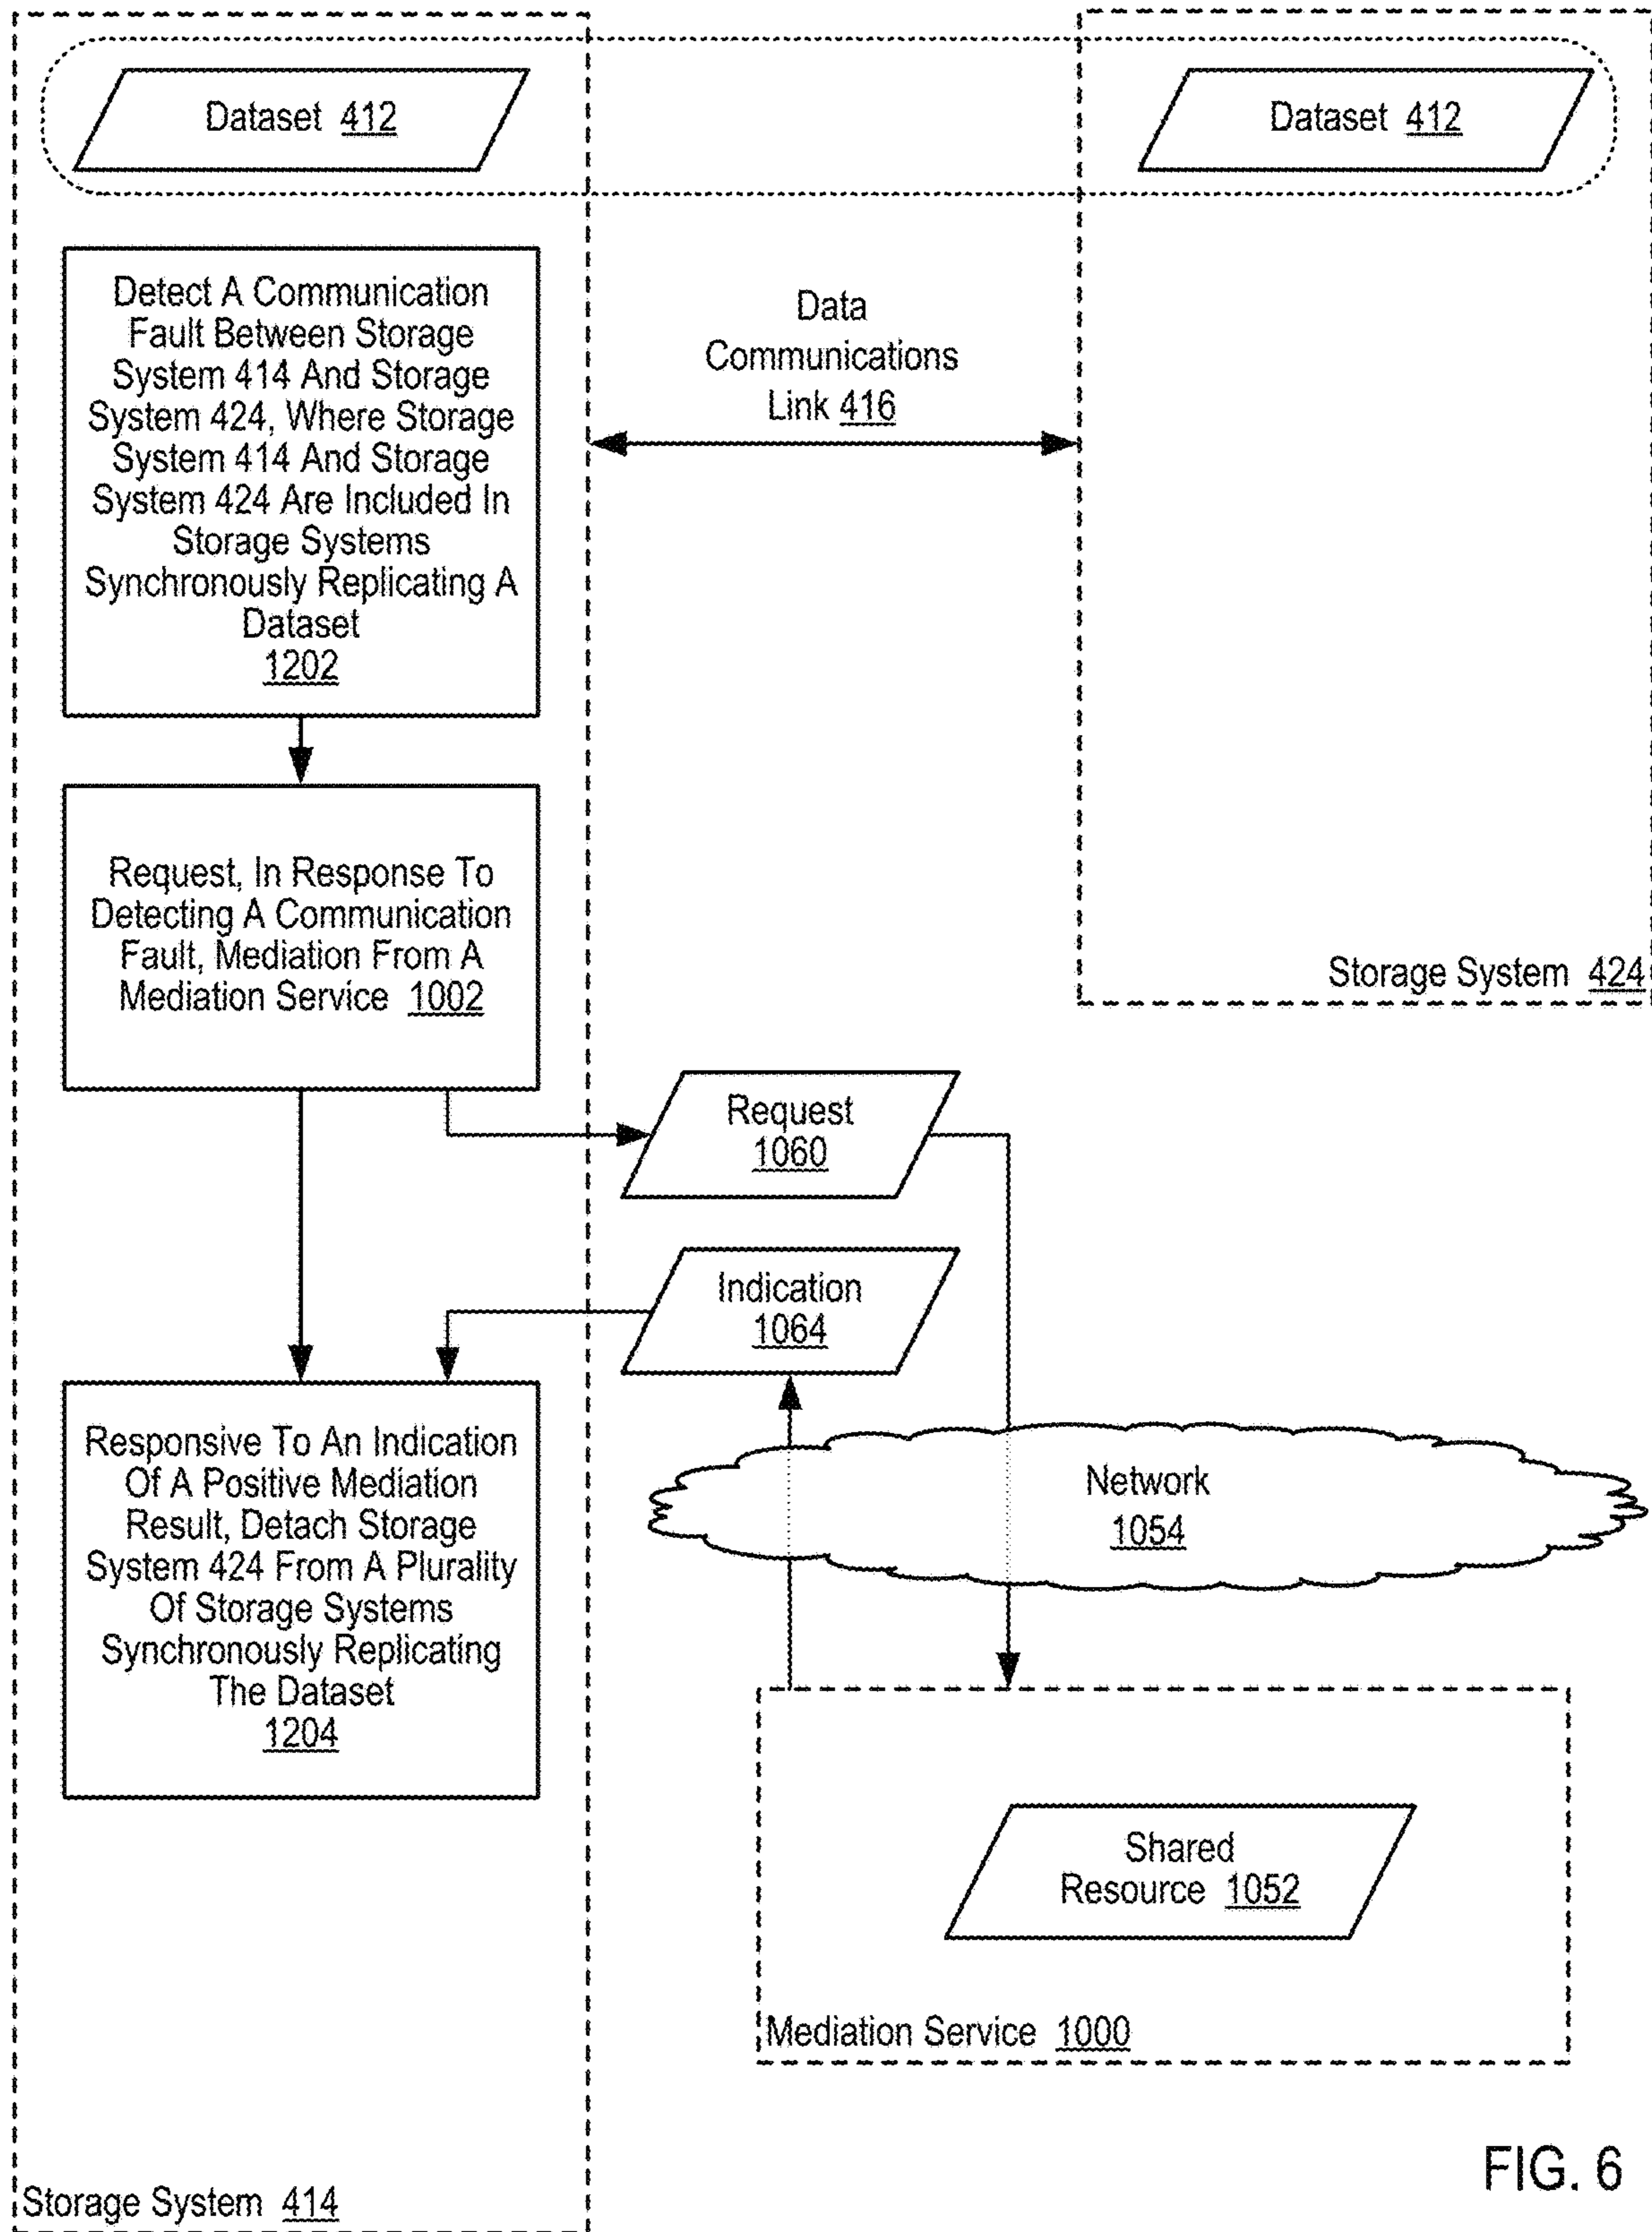 Dataset 412
Dataset 412
Detect A Communication
Fault Between Storage
System 414 And Storage
System 424, Where Storage
System 414 And Storage
System 424 Are Included In
Storage Systems
Synchronously Replicating A
Dataset
1202
Data
Communications
Link 416
Request, In Response To
Detecting A Communication
Fault, Mediation From A
Mediation Service 1002
Storage System 424
Request
1060
Indication
1064
Responsive To An Indication
Of A Positive Mediation
Result, Detach Storage
System 424 From A Plurality
Of Storage Systems
Synchronously Replicating
The Dataset
1204
Network
1054
Shared
Resource 1052
Mediation Service 1000
Storage System 414
FIG. 6